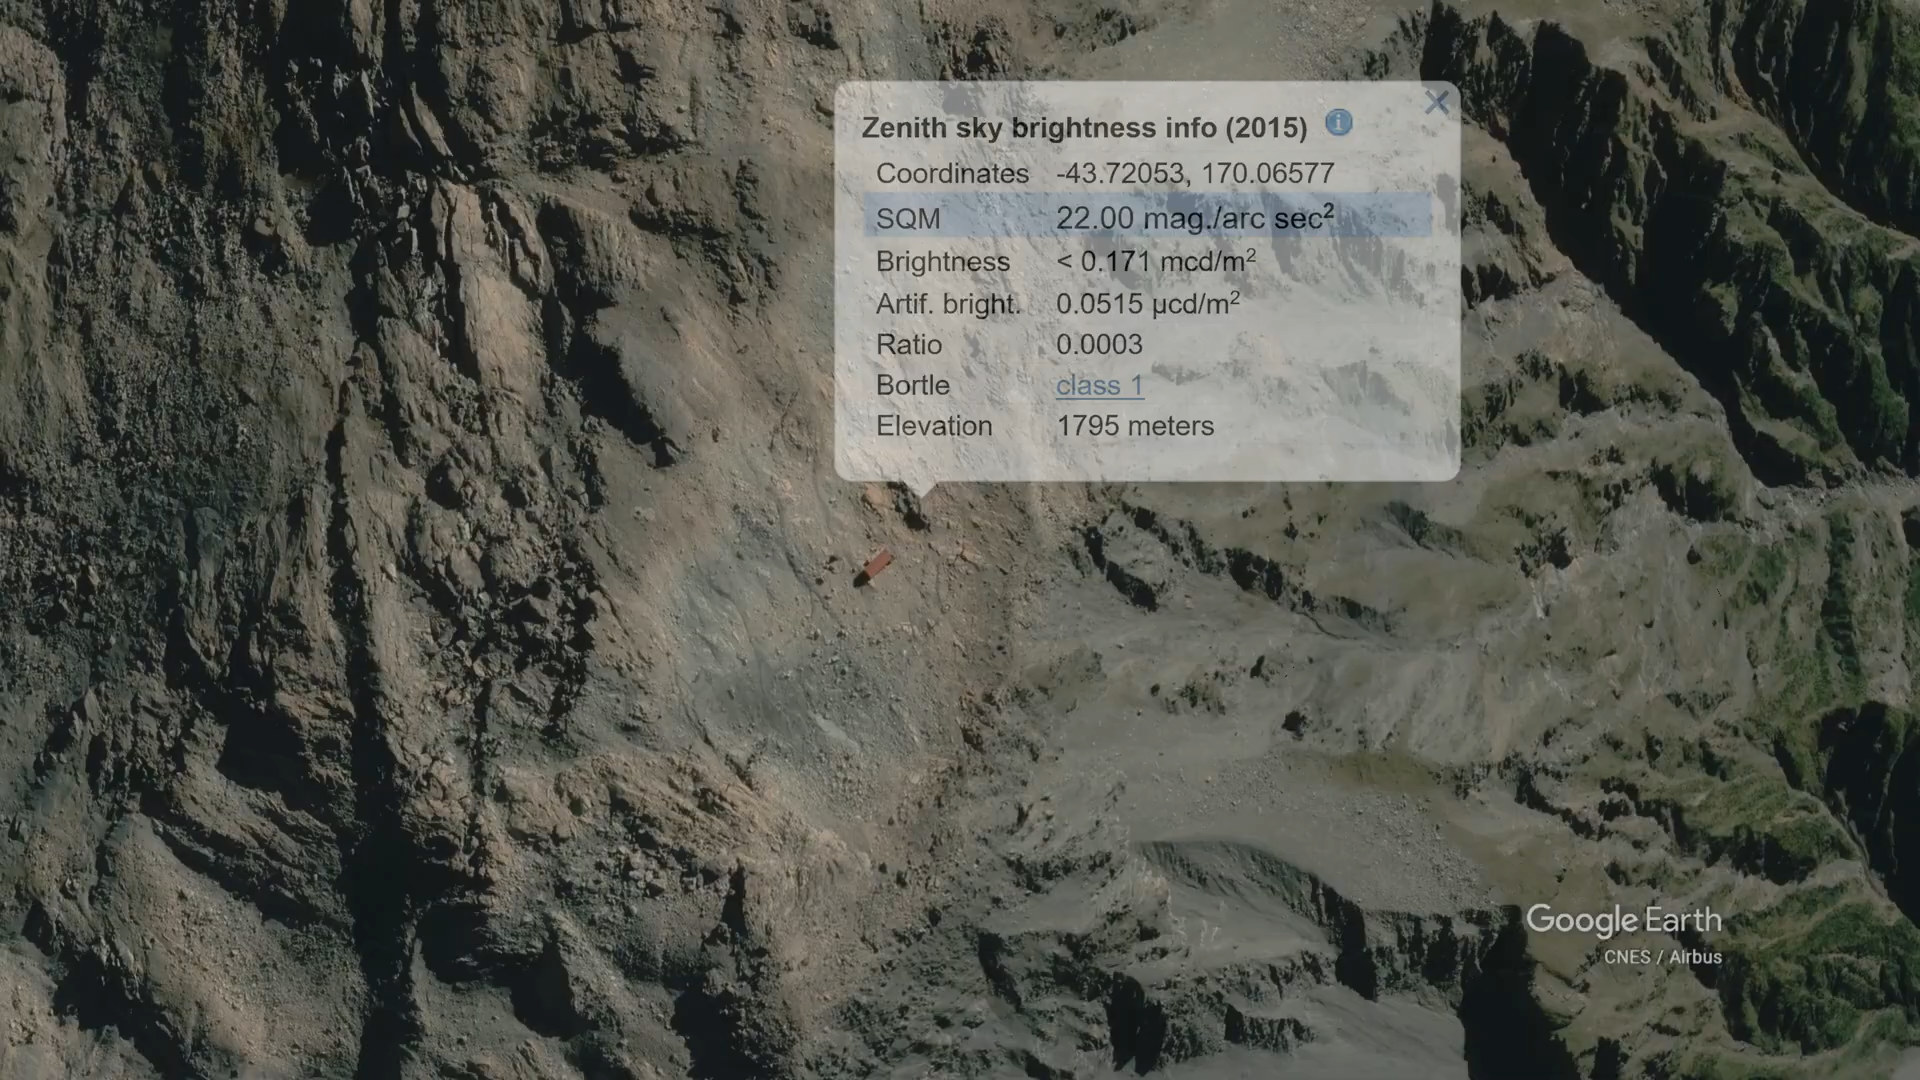 Zenith sky brightness info (2015)
Coordinates -43.72053, 170.06577
SQM 22.00 mag./arc sec²
Brightness < 0.171 mcd/m²
Artif. bright. 0.0515 μcd/m²
Ratio 0.0003
Bortle class 1
Elevation 1795 meters
Google Earth
CNES / Airbus